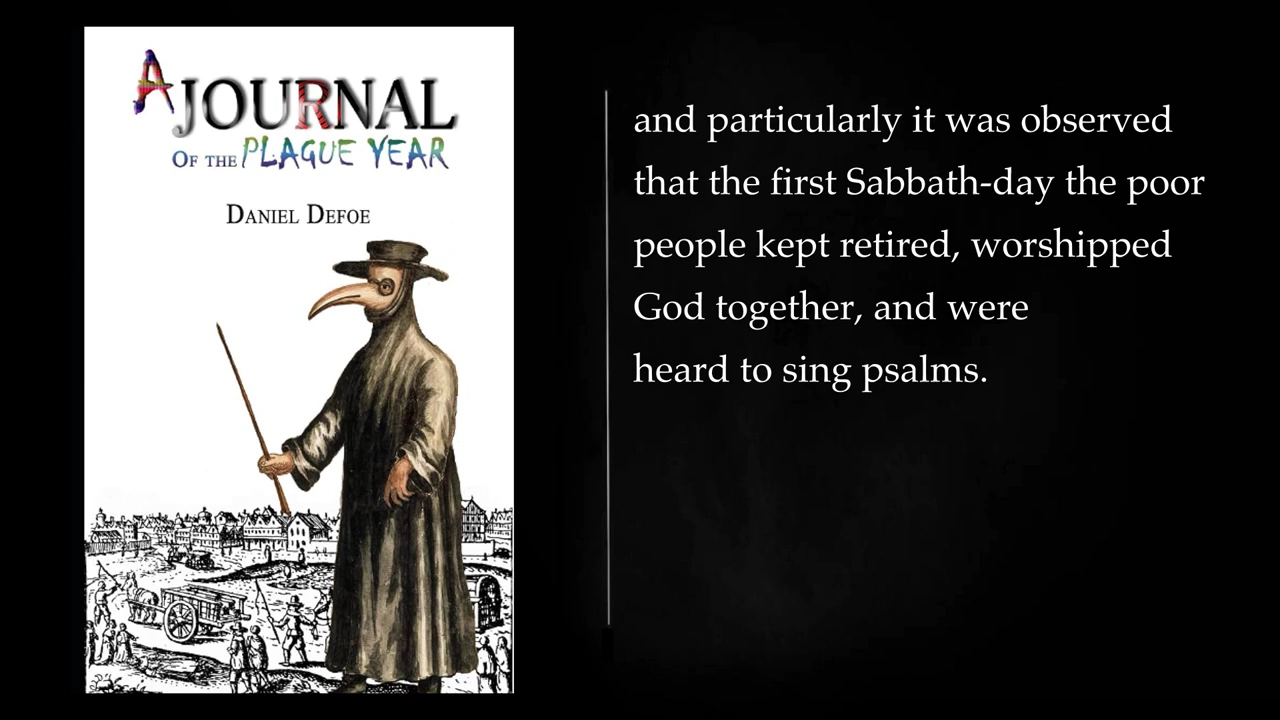 A JOURNAL
OF THE PLAGUE YEAR
DANIEL DEFOE
and particularly it was observed
that the first Sabbath-day the poor
people kept retired, worshipped
God together, and were
heard to sing psalms.